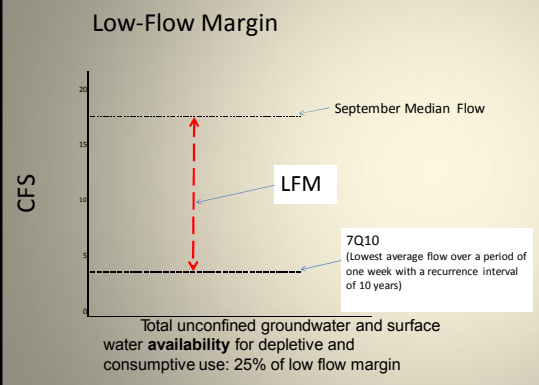 Low-Flow Margin
20
September Median Flow
15
CFS
LFM
10
7Q10
(Lowest average flow over a period of
one week with a recurrence interval
of 10 years)
5
0
Total unconfined groundwater and surface
water availability for depletive and
consumptive use: 25% of low flow margin